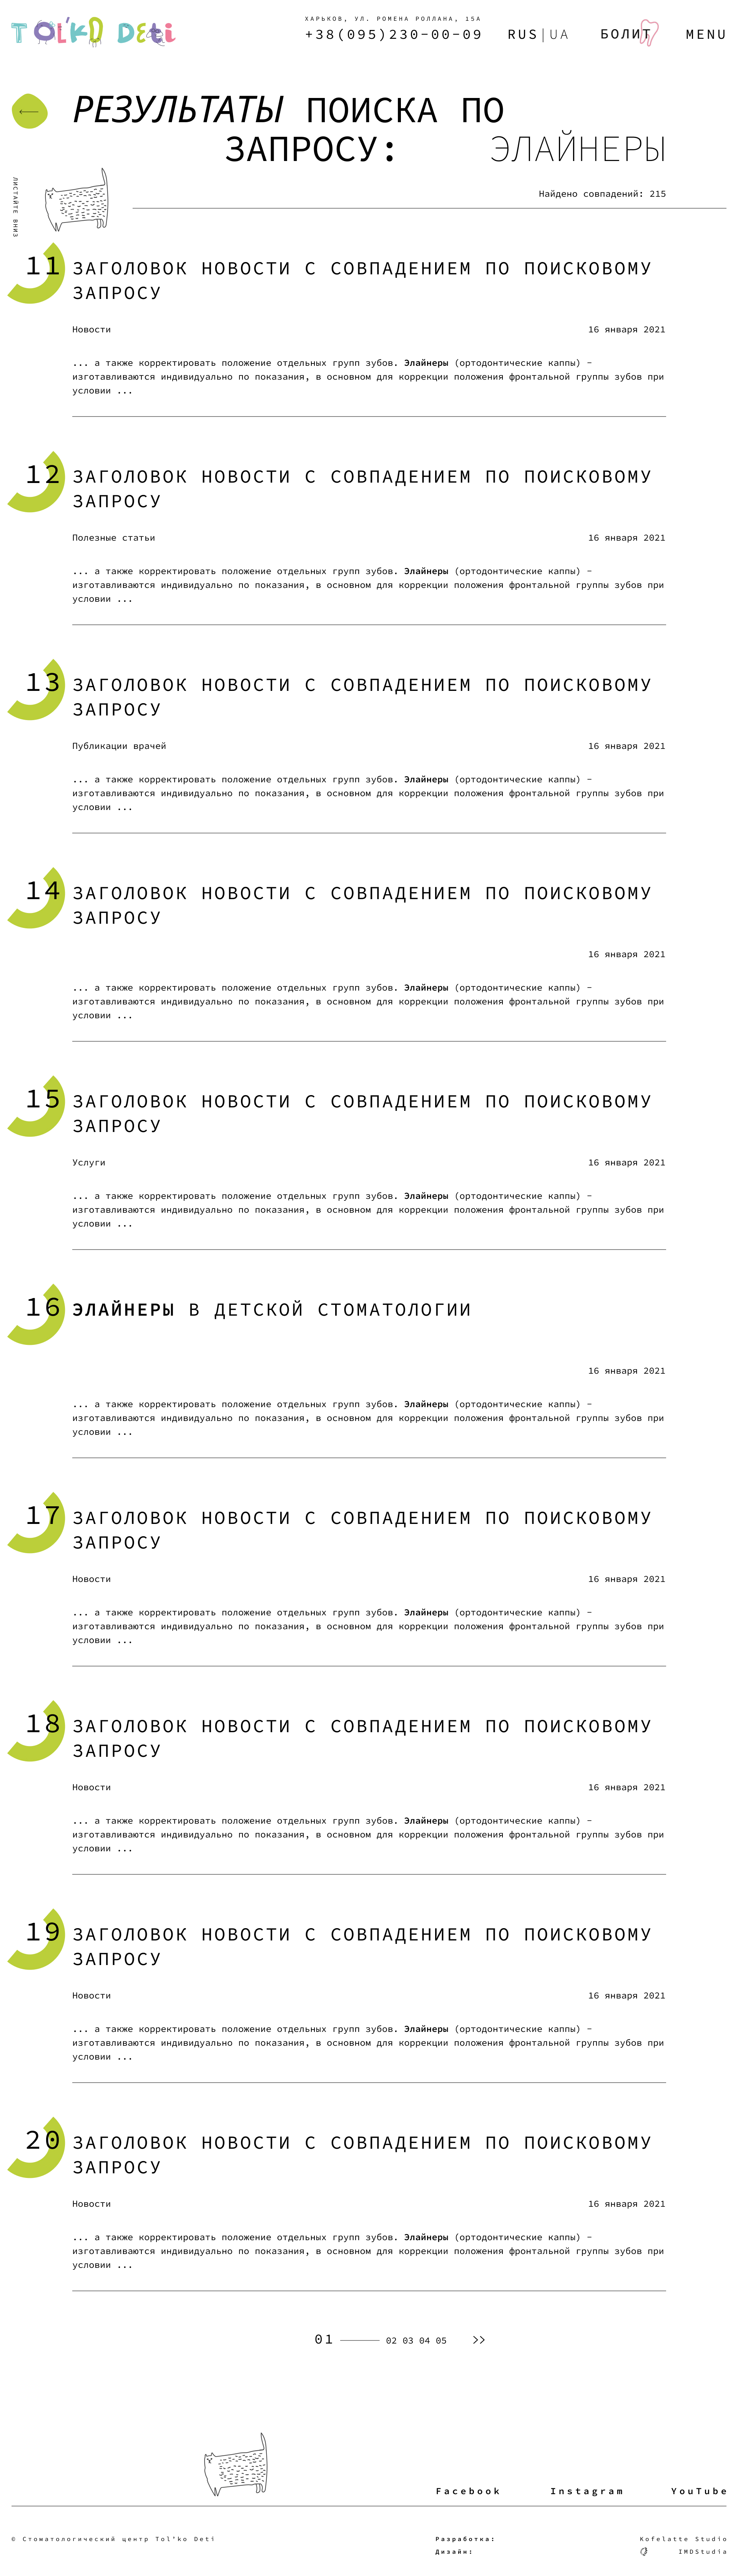 TOL'KO Deti
ХАРЬКОВ, УЛ. РОМЕНА РОЛЛАНА, 15А
+38(095)230-00-09 RUS|UA БОЛИТ MENU
РЕЗУЛЬТАТЫ ПОИСКА ПО
ЗАПРОСУ: ЭЛАЙНЕРЫ
ЛИСТАЙТЕ ВНИЗ
Найдено совпадений: 215
11 ЗАГОЛОВОК НОВОСТИ С СОВПАДЕНИЕМ ПО ПОИСКОВОМУ
ЗАПРОСУ
Новости 16 января 2021
... а также корректировать положение отдельных групп зубов. Элайнеры (ортодонтические каппы) –
изготавливаются индивидуально по показания, в основном для коррекции положения фронтальной группы зубов при
условии ...
12 ЗАГОЛОВОК НОВОСТИ С СОВПАДЕНИЕМ ПО ПОИСКОВОМУ
ЗАПРОСУ
Полезные статьи 16 января 2021
... а также корректировать положение отдельных групп зубов. Элайнеры (ортодонтические каппы) –
изготавливаются индивидуально по показания, в основном для коррекции положения фронтальной группы зубов при
условии ...
13 ЗАГОЛОВОК НОВОСТИ С СОВПАДЕНИЕМ ПО ПОИСКОВОМУ
ЗАПРОСУ
Публикации врачей 16 января 2021
... а также корректировать положение отдельных групп зубов. Элайнеры (ортодонтические каппы) –
изготавливаются индивидуально по показания, в основном для коррекции положения фронтальной группы зубов при
условии ...
14 ЗАГОЛОВОК НОВОСТИ С СОВПАДЕНИЕМ ПО ПОИСКОВОМУ
ЗАПРОСУ
16 января 2021
... а также корректировать положение отдельных групп зубов. Элайнеры (ортодонтические каппы) –
изготавливаются индивидуально по показания, в основном для коррекции положения фронтальной группы зубов при
условии ...
15 ЗАГОЛОВОК НОВОСТИ С СОВПАДЕНИЕМ ПО ПОИСКОВОМУ
ЗАПРОСУ
Услуги 16 января 2021
... а также корректировать положение отдельных групп зубов. Элайнеры (ортодонтические каппы) –
изготавливаются индивидуально по показания, в основном для коррекции положения фронтальной группы зубов при
условии ...
16 ЭЛАЙНЕРЫ В ДЕТСКОЙ СТОМАТОЛОГИИ
16 января 2021
... а также корректировать положение отдельных групп зубов. Элайнеры (ортодонтические каппы) –
изготавливаются индивидуально по показания, в основном для коррекции положения фронтальной группы зубов при
условии ...
17 ЗАГОЛОВОК НОВОСТИ С СОВПАДЕНИЕМ ПО ПОИСКОВОМУ
ЗАПРОСУ
Новости 16 января 2021
... а также корректировать положение отдельных групп зубов. Элайнеры (ортодонтические каппы) –
изготавливаются индивидуально по показания, в основном для коррекции положения фронтальной группы зубов при
условии ...
18 ЗАГОЛОВОК НОВОСТИ С СОВПАДЕНИЕМ ПО ПОИСКОВОМУ
ЗАПРОСУ
Новости 16 января 2021
... а также корректировать положение отдельных групп зубов. Элайнеры (ортодонтические каппы) –
изготавливаются индивидуально по показания, в основном для коррекции положения фронтальной группы зубов при
условии ...
19 ЗАГОЛОВОК НОВОСТИ С СОВПАДЕНИЕМ ПО ПОИСКОВОМУ
ЗАПРОСУ
Новости 16 января 2021
... а также корректировать положение отдельных групп зубов. Элайнеры (ортодонтические каппы) –
изготавливаются индивидуально по показания, в основном для коррекции положения фронтальной группы зубов при
условии ...
20 ЗАГОЛОВОК НОВОСТИ С СОВПАДЕНИЕМ ПО ПОИСКОВОМУ
ЗАПРОСУ
Новости 16 января 2021
... а также корректировать положение отдельных групп зубов. Элайнеры (ортодонтические каппы) –
изготавливаются индивидуально по показания, в основном для коррекции положения фронтальной группы зубов при
условии ...
01 02 03 04 05 >>
Facebook Instagram YouTube
© Стоматологический центр Tol'ko Deti Разработка: Kofelatte Studio
Дизайн: IMDStudia